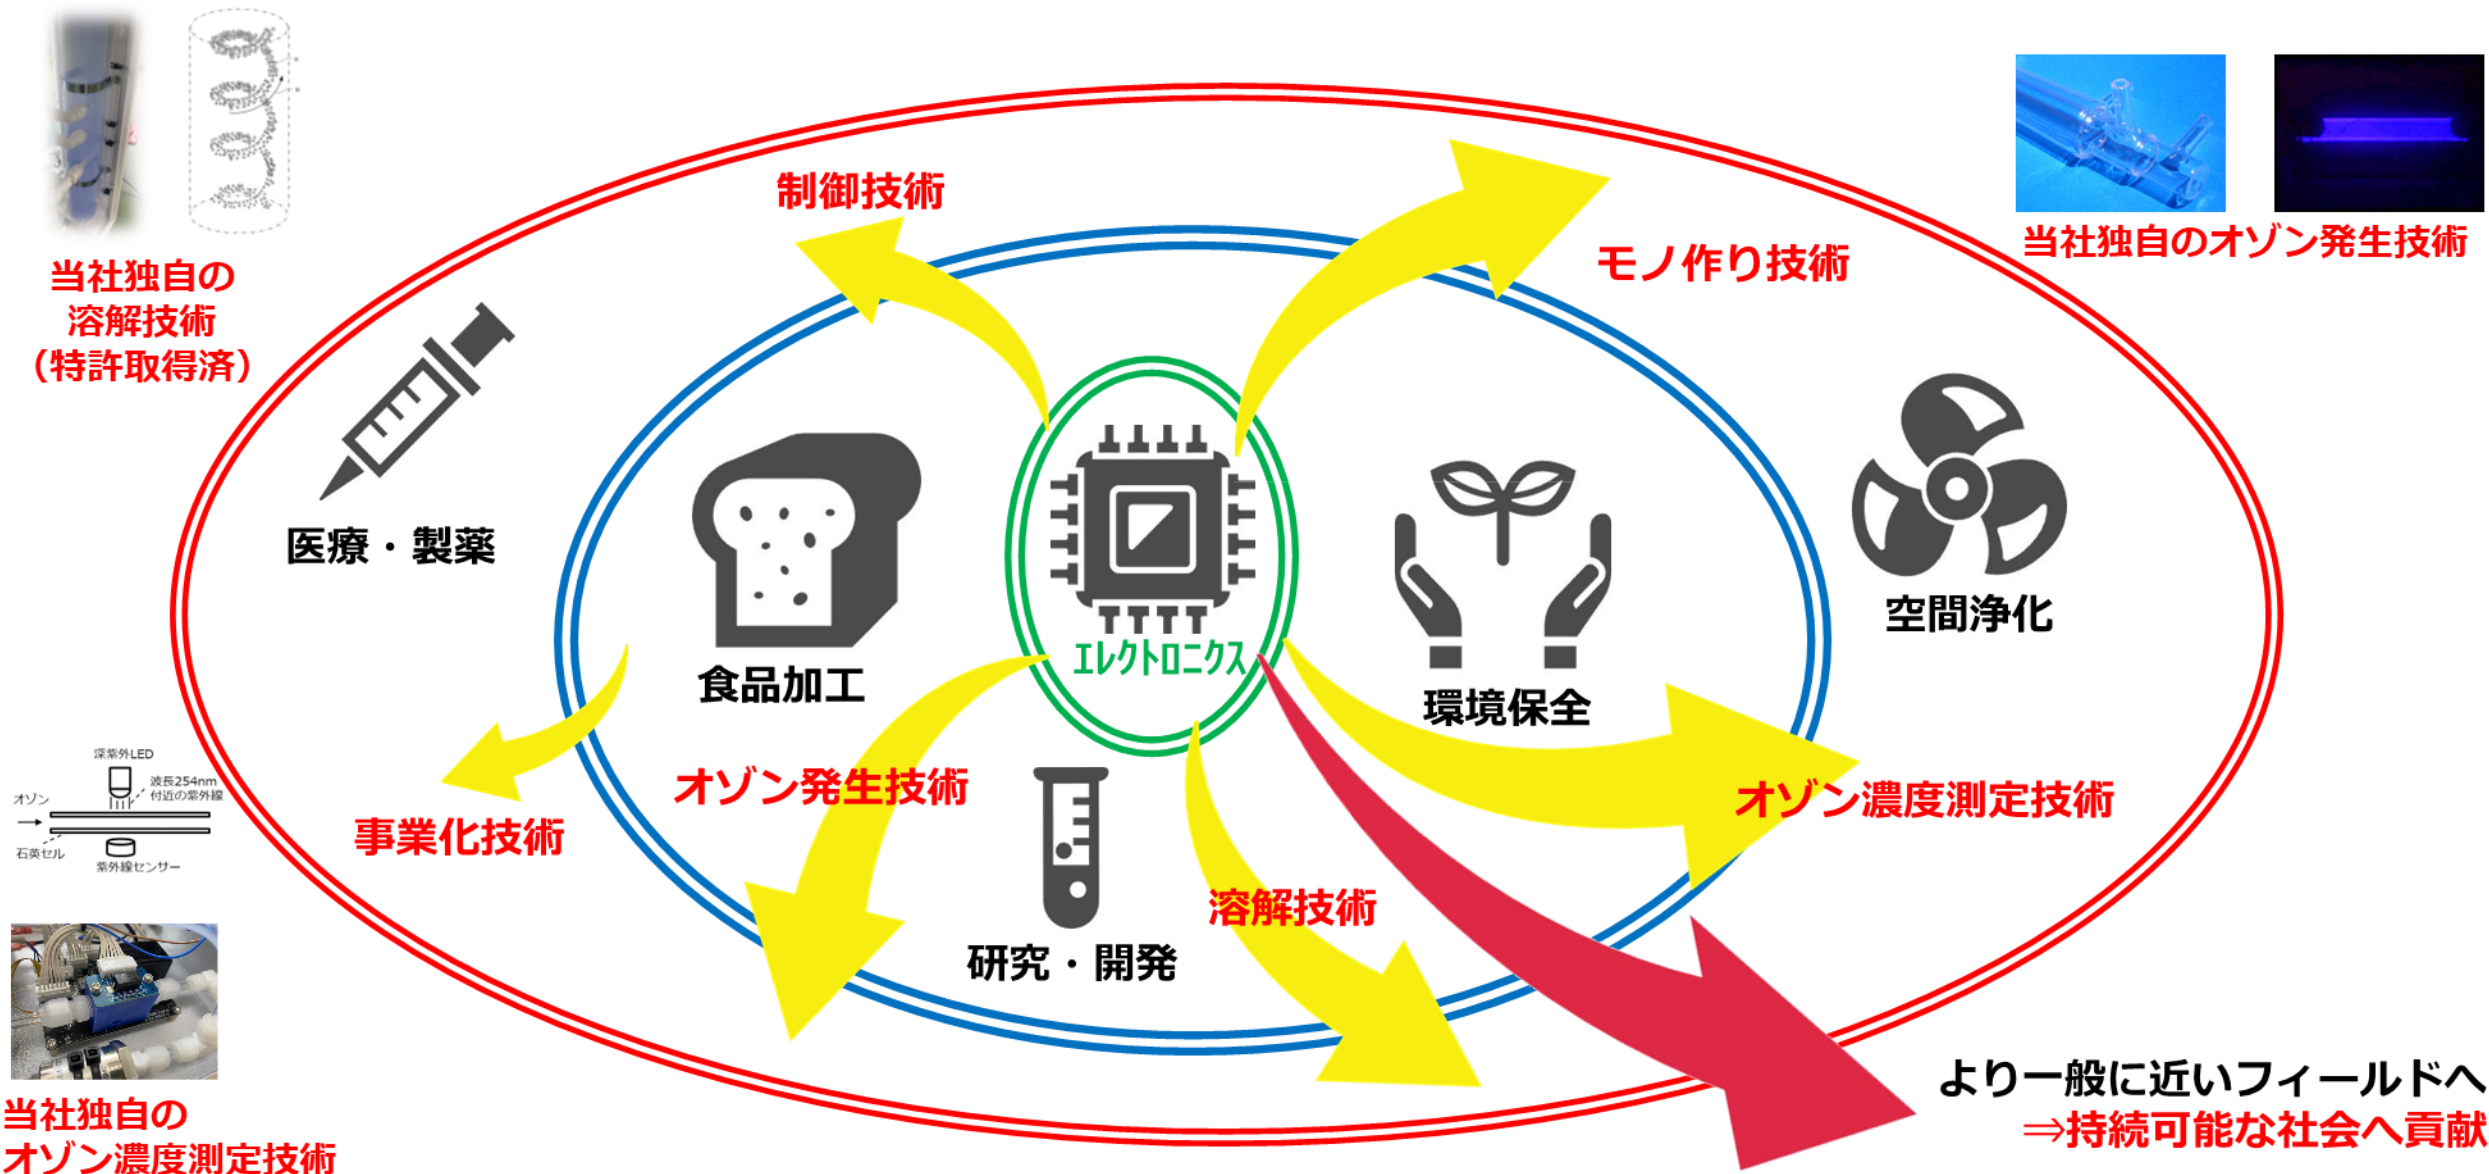 当社独自の
溶解技術
（特許取得済）
制御技術
モノ作り技術
当社独自のオゾン発生技術
医療・製薬
食品加工
エレクトロニクス
環境保全
空間浄化
事業化技術
オゾン発生技術
研究・開発
溶解技術
オゾン濃度測定技術
深紫外LED
波長254nm
付近の紫外線
オゾン
石英セル
紫外線センサー
当社独自の
オゾン濃度測定技術
より一般に近いフィールドへ
⇒持続可能な社会へ貢献